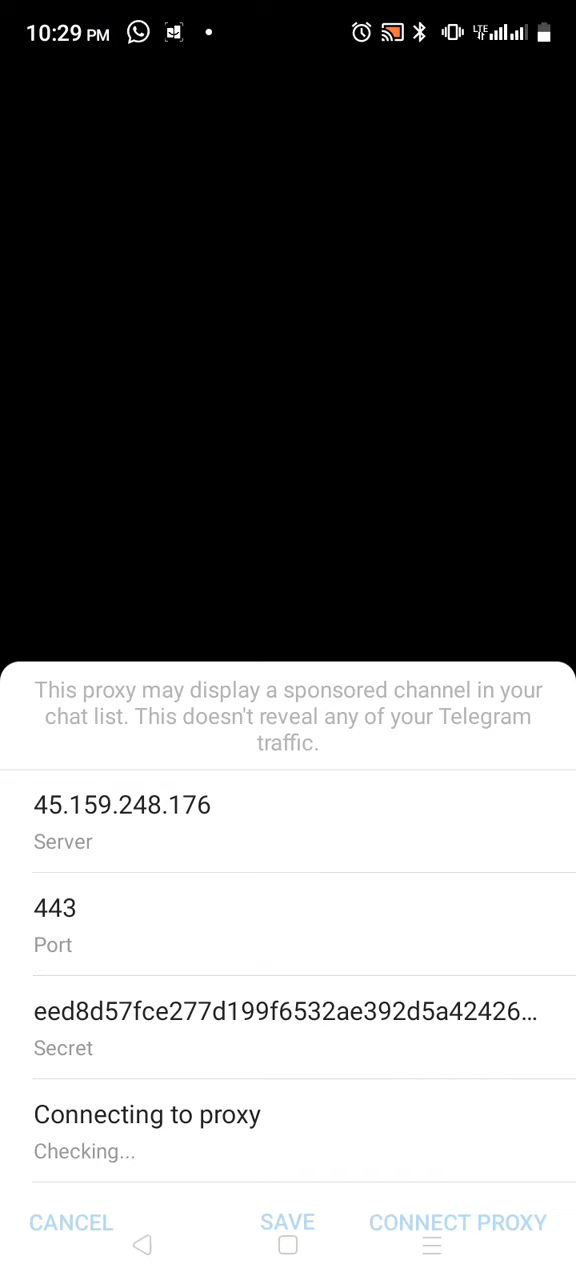 10:29 PM
LTE
This proxy may display a sponsored channel in your
chat list. This doesn't reveal any of your Telegram
traffic.
45.159.248.176
Server
443
Port
eed8d57fce277d199f6532ae392d5a42426...
Secret
Connecting to proxy
Checking...
CANCEL SAVE CONNECT PROXY